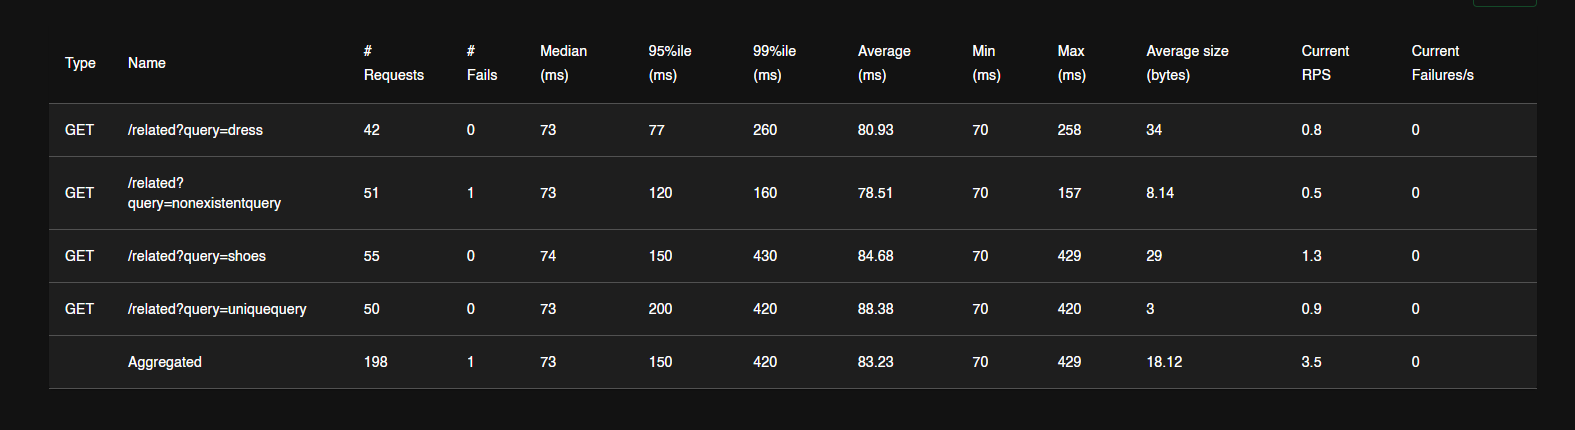 Type Name # Requests # Fails Median (ms) 95%ile (ms) 99%ile (ms) Average (ms) Min (ms) Max (ms) Average size (bytes) Current RPS Current Failures/s
GET /related?query=dress 42 0 73 77 260 80.93 70 258 34 0.8 0
GET /related?query=nonexistentquery 51 1 73 120 160 78.51 70 157 8.14 0.5 0
GET /related?query=shoes 55 0 74 150 430 84.68 70 429 29 1.3 0
GET /related?query=uniquequery 50 0 73 200 420 88.38 70 420 3 0.9 0
Aggregated 198 1 73 150 420 83.23 70 429 18.12 3.5 0